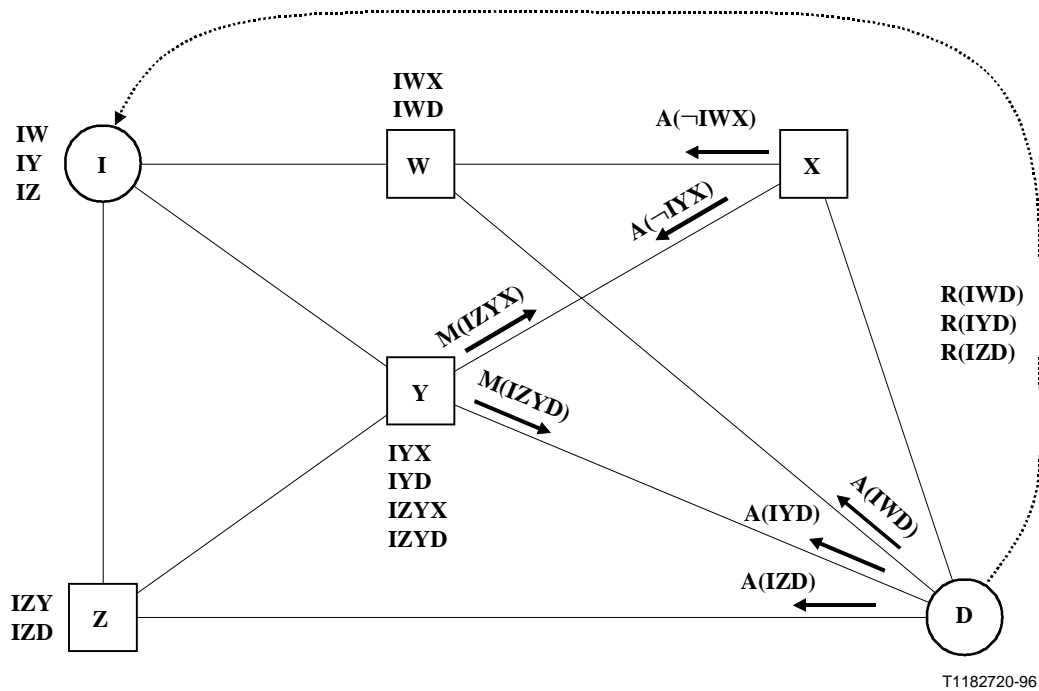 IWX
IWD
A(¬IWX)
IW
IY
IZ
I
W
X
A(¬IYX)
R(IWD)
R(IYD)
R(IZD)
M(IZYX)
Y
M(IZYD)
IYX
IYD
IZYX
IZYD
A(IWD)
A(IYD)
A(IZD)
IZY
IZD
Z
D
T1182720-96